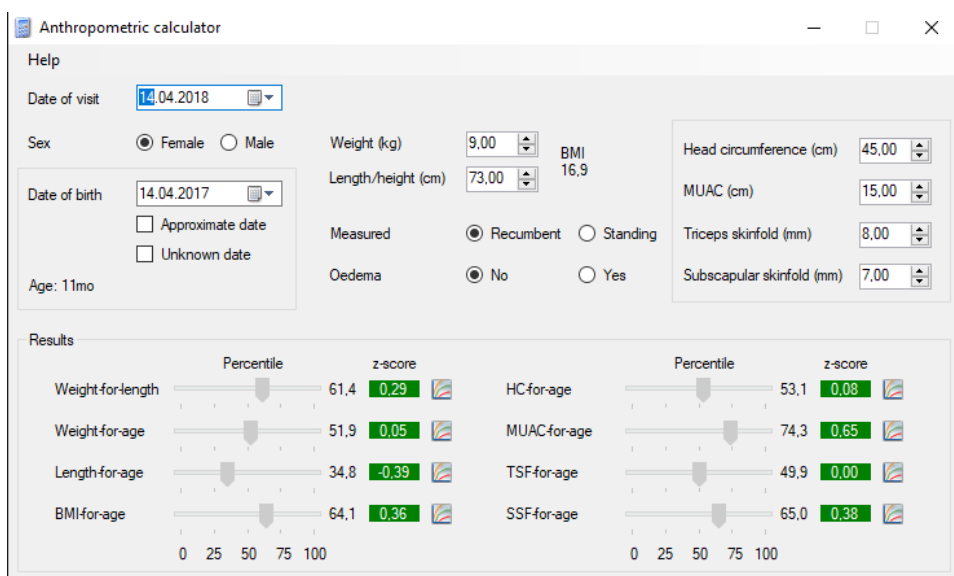 Anthropometric calculator
Help
Date of visit 14.04.2018
Sex Female Male
Date of birth 14.04.2017
Approximate date
Unknown date
Age: 11mo
Weight (kg) 9,00
Length/height (cm) 73,00
BMI
16,9
Measured Recumbent Standing
Oedema No Yes
Head circumference (cm) 45,00
MUAC (cm) 15,00
Triceps skinfold (mm) 8,00
Subscapular skinfold (mm) 7,00
Results
Percentile z-score
Weight-for-length 61,4 0,29
Weight-for-age 51,9 0,05
Length-for-age 34,8 -0,39
BMI-for-age 64,1 0,36
0 25 50 75 100
Percentile z-score
HC-for-age 53,1 0,08
MUAC-for-age 74,3 0,65
TSF-for-age 49,9 0,00
SSF-for-age 65,0 0,38
0 25 50 75 100